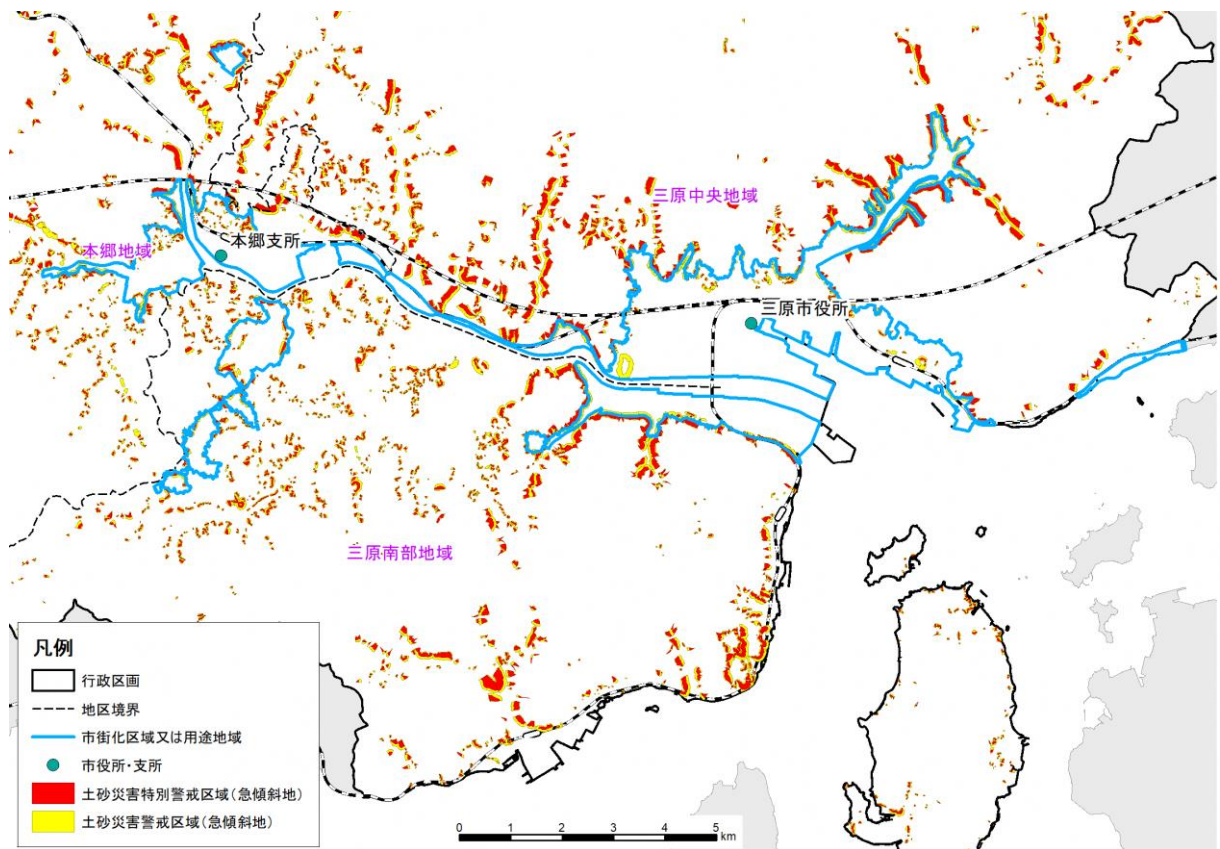 三原中央地域
本郷支所
本郷地域
三原市役所
三原南部地域
凡例
行政区画
地区境界
市街化区域又は用途地域
市役所・支所
土砂災害特別警戒区域(急傾斜地)
土砂災害警戒区域(急傾斜地)
0 1 2 3 4 5
km